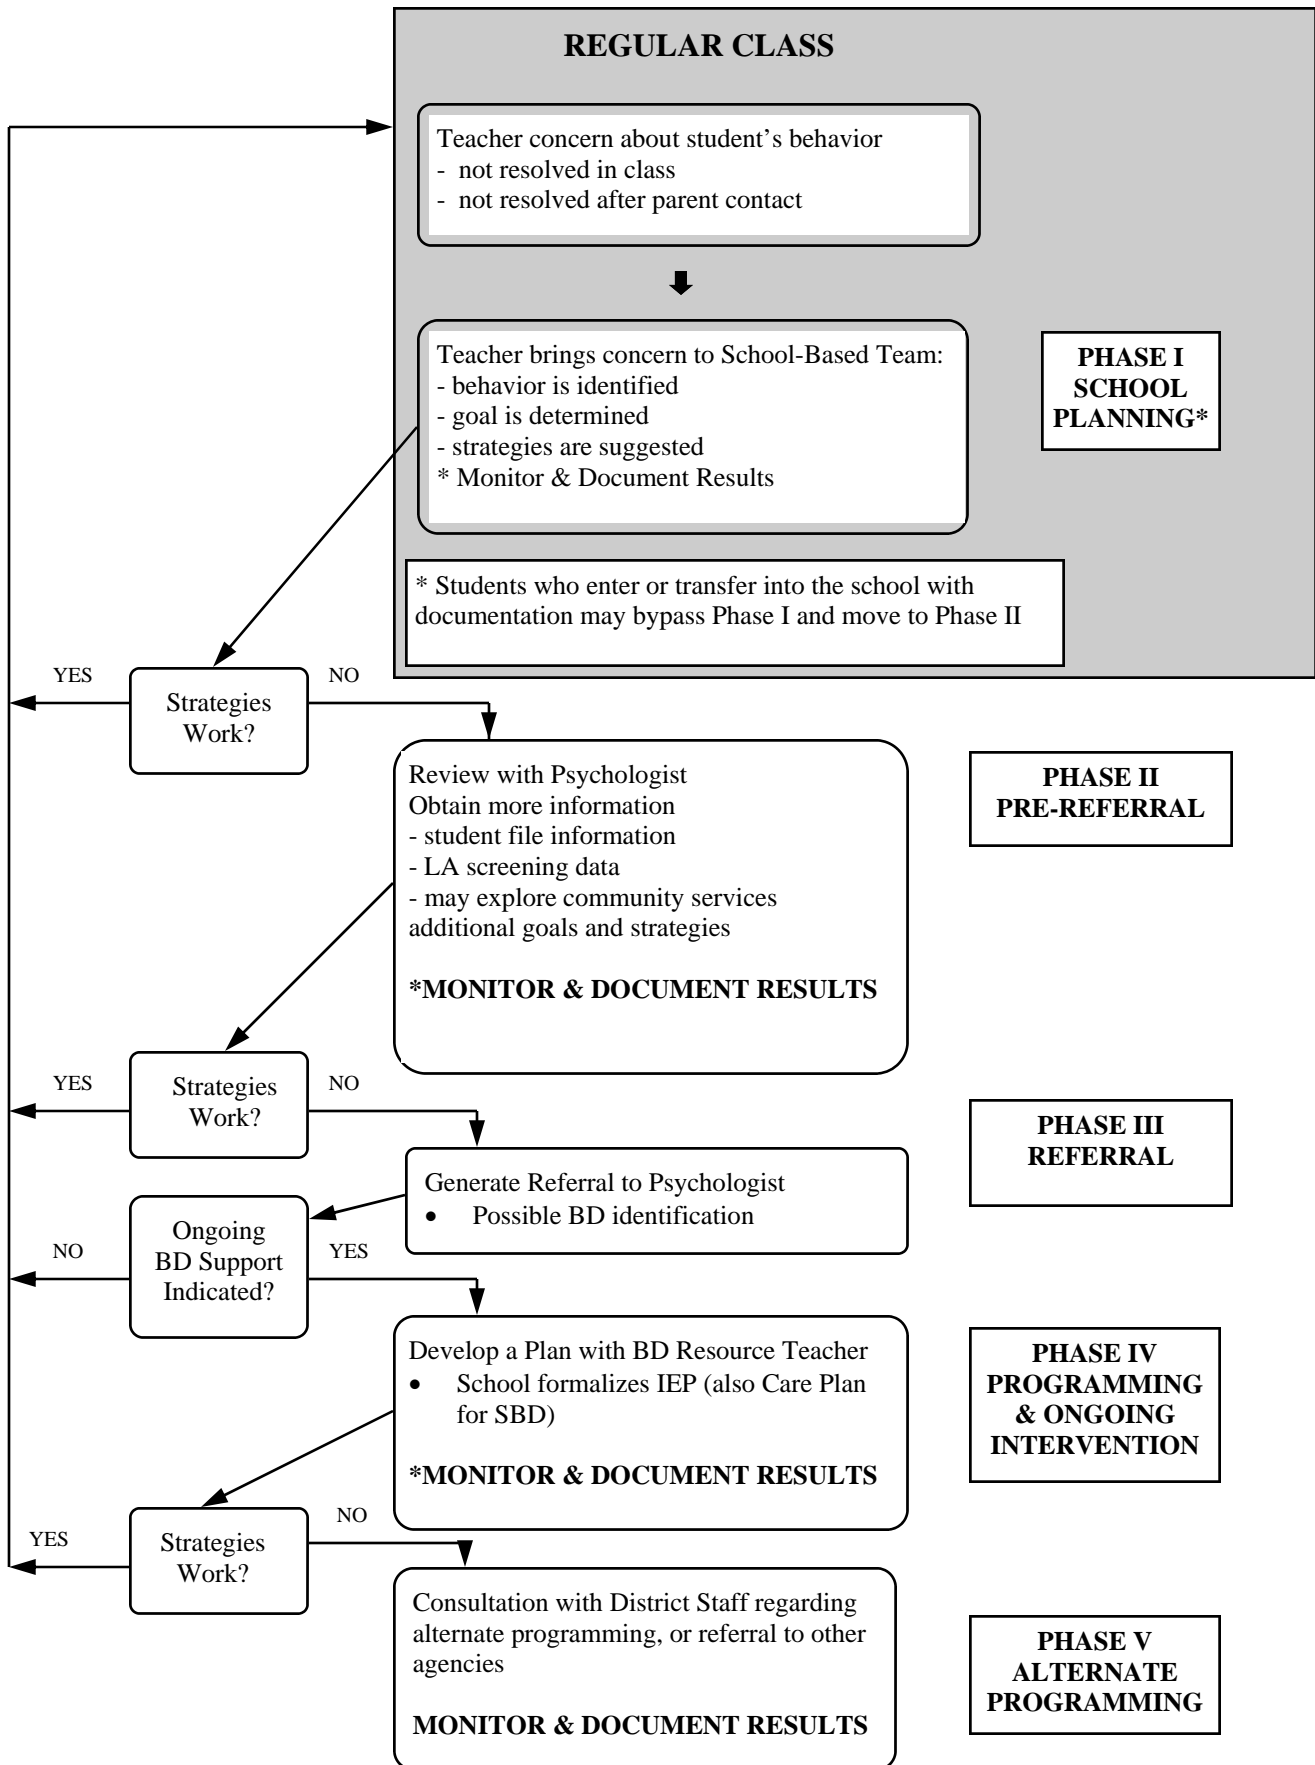 REGULAR CLASS
Teacher concern about student’s behavior
- not resolved in class
- not resolved after parent contact
Teacher brings concern to School-Based Team:
- behavior is identified
- goal is determined
- strategies are suggested
* Monitor & Document Results
PHASE I
SCHOOL
PLANNING*
* Students who enter or transfer into the school with
documentation may bypass Phase I and move to Phase II
YES
Strategies
Work?
NO
Review with Psychologist
Obtain more information
- student file information
- LA screening data
- may explore community services
additional goals and strategies
*MONITOR & DOCUMENT RESULTS
PHASE II
PRE-REFERRAL
YES
Strategies
Work?
NO
PHASE III
REFERRAL
Generate Referral to Psychologist
• Possible BD identification
NO
Ongoing
BD Support
Indicated?
YES
Develop a Plan with BD Resource Teacher
• School formalizes IEP (also Care Plan
for SBD)
*MONITOR & DOCUMENT RESULTS
PHASE IV
PROGRAMMING
& ONGOING
INTERVENTION
YES
Strategies
Work?
NO
Consultation with District Staff regarding
alternate programming, or referral to other
agencies
MONITOR & DOCUMENT RESULTS
PHASE V
ALTERNATE
PROGRAMMING